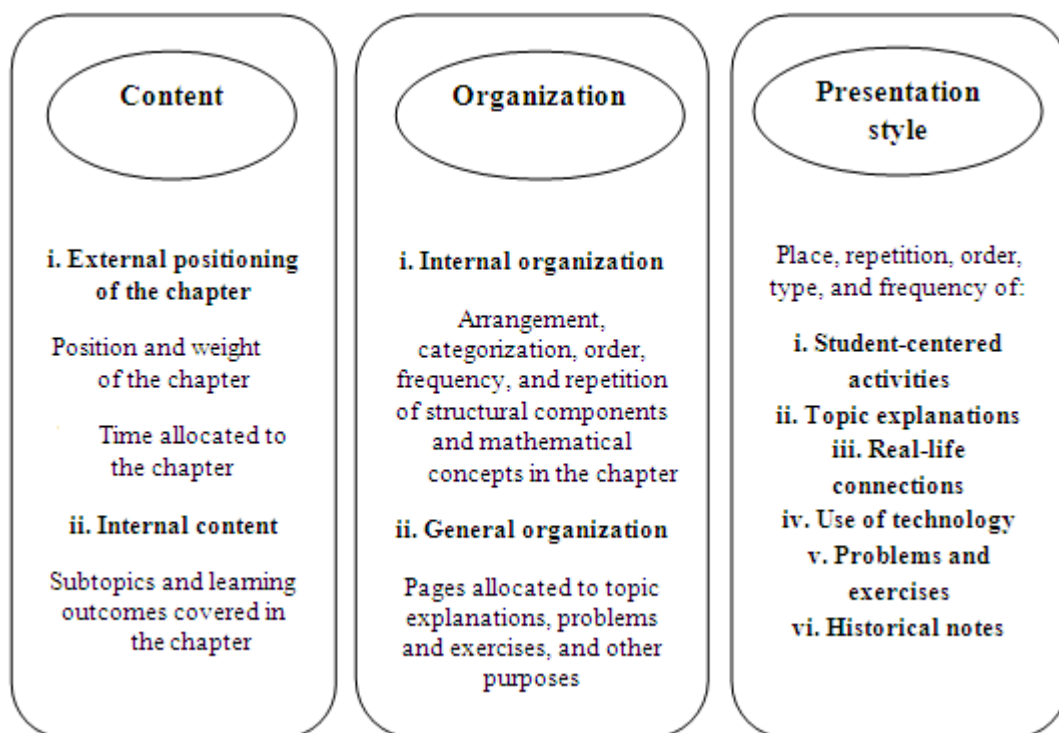 Content
i. External positioning
of the chapter
Position and weight
of the chapter
Time allocated to
the chapter
ii. Internal content
Subtopics and learning
outcomes covered in
the chapter
Organization
i. Internal organization
Arrangement,
categorization, order,
frequency, and repetition
of structural components
and mathematical
concepts in the chapter
ii. General organization
Pages allocated to topic
explanations, problems
and exercises, and other
purposes
Presentation
style
Place, repetition, order,
type, and frequency of:
i. Student-centered
activities
ii. Topic explanations
iii. Real-life
connections
iv. Use of technology
v. Problems and
exercises
vi. Historical notes